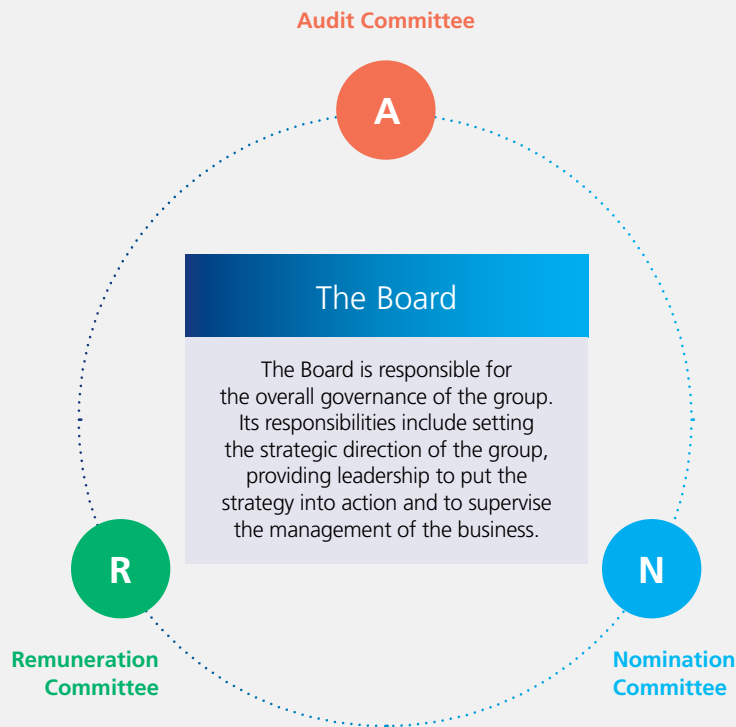 Audit Committee
A
The Board
The Board is responsible for
the overall governance of the group.
Its responsibilities include setting
the strategic direction of the group,
providing leadership to put the
strategy into action and to supervise
the management of the business.
R
N
Remuneration
Committee
Nomination
Committee